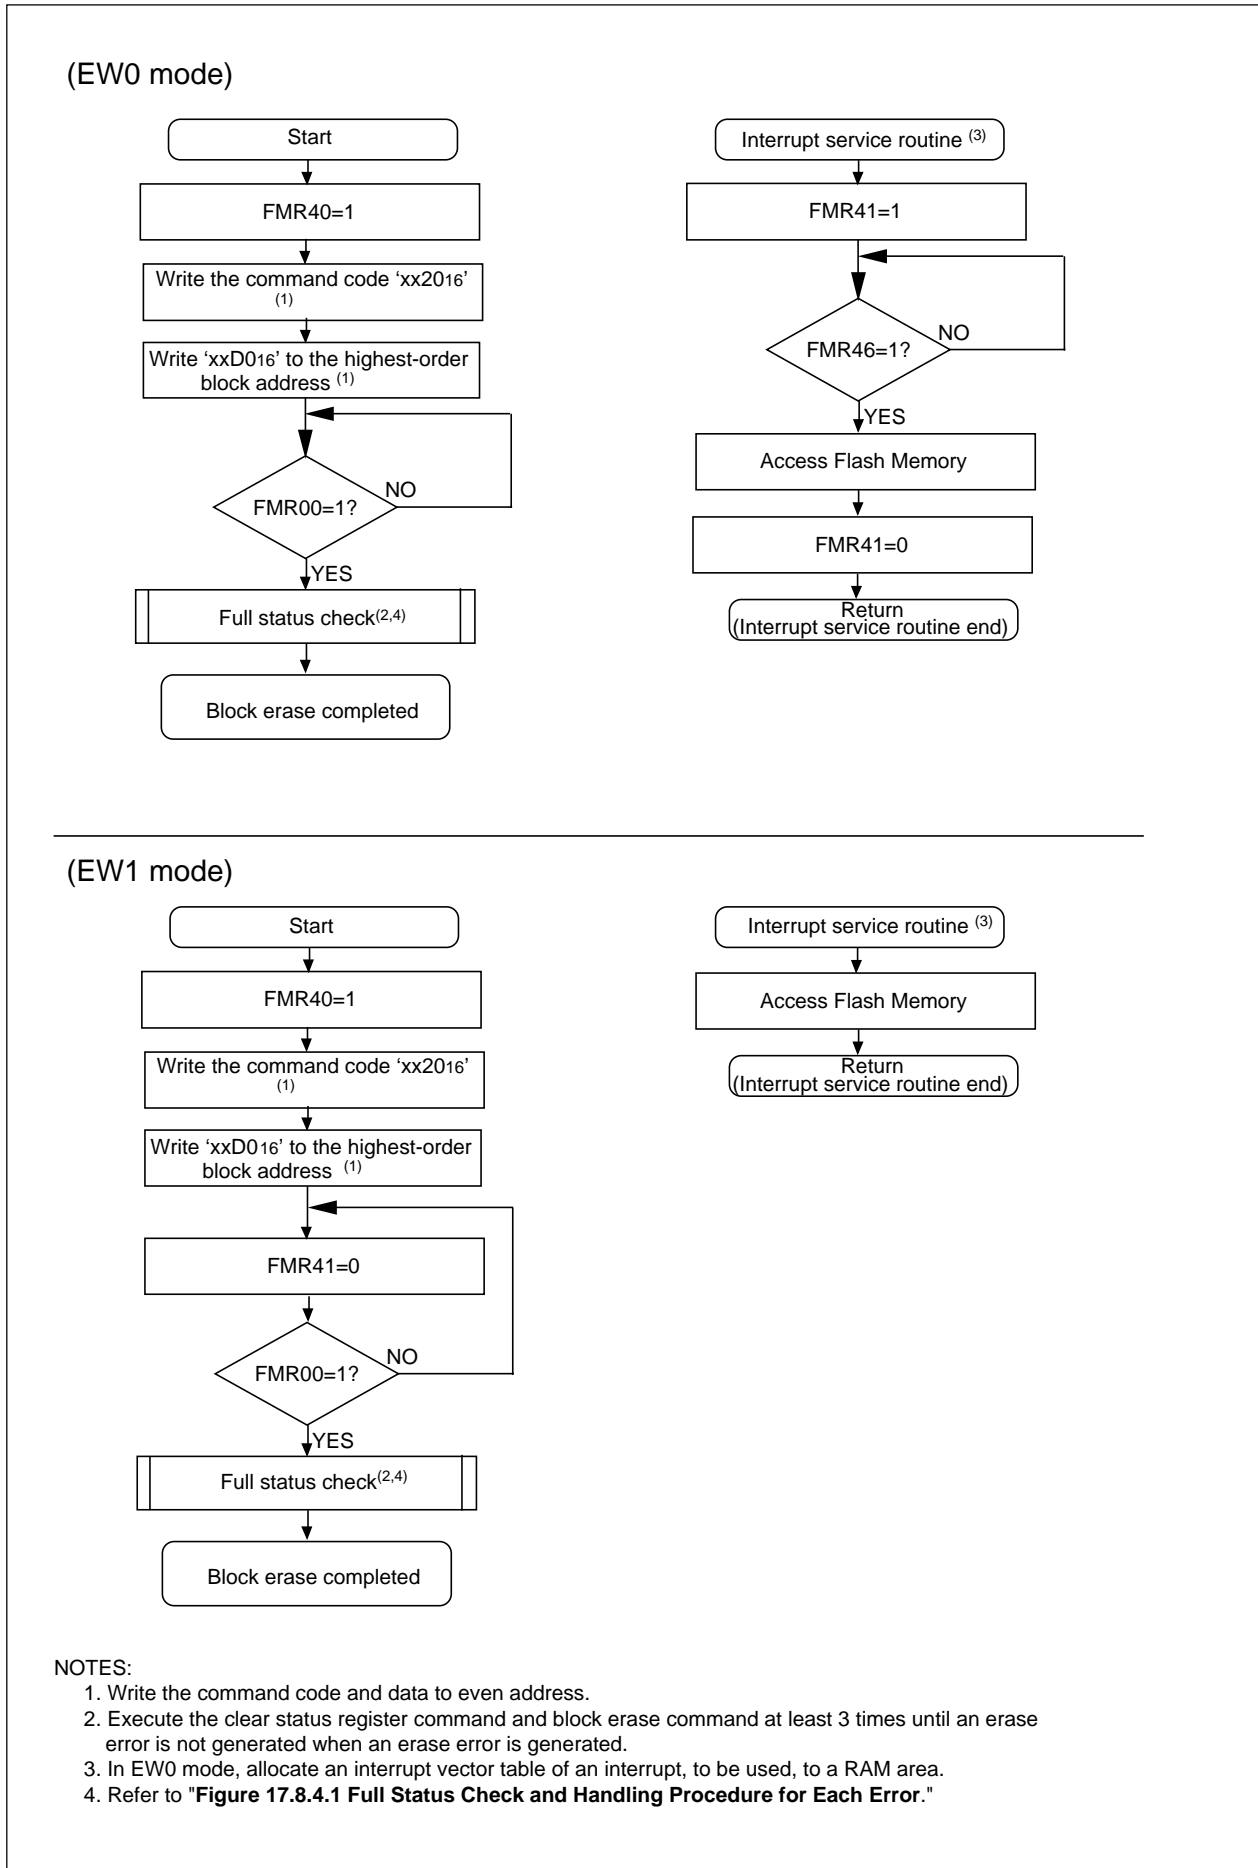 (EW0 mode)
Start
FMR40=1
Write the command code ‘xx2016’
(1)
Write ‘xxD016’ to the highest-order
block address (1)
FMR00=1?
NO
YES
Full status check(2,4)
Block erase completed
Interrupt service routine (3)
FMR41=1
FMR46=1?
NO
YES
Access Flash Memory
FMR41=0
Return
(Interrupt service routine end)
(EW1 mode)
Start
FMR40=1
Write the command code ‘xx2016’
(1)
Write ‘xxD016’ to the highest-order
block address (1)
FMR41=0
FMR00=1?
NO
YES
Full status check(2,4)
Block erase completed
Interrupt service routine (3)
Access Flash Memory
Return
(Interrupt service routine end)
NOTES:
1. Write the command code and data to even address.
2. Execute the clear status register command and block erase command at least 3 times until an erase
error is not generated when an erase error is generated.
3. In EW0 mode, allocate an interrupt vector table of an interrupt, to be used, to a RAM area.
4. Refer to "Figure 17.8.4.1 Full Status Check and Handling Procedure for Each Error."